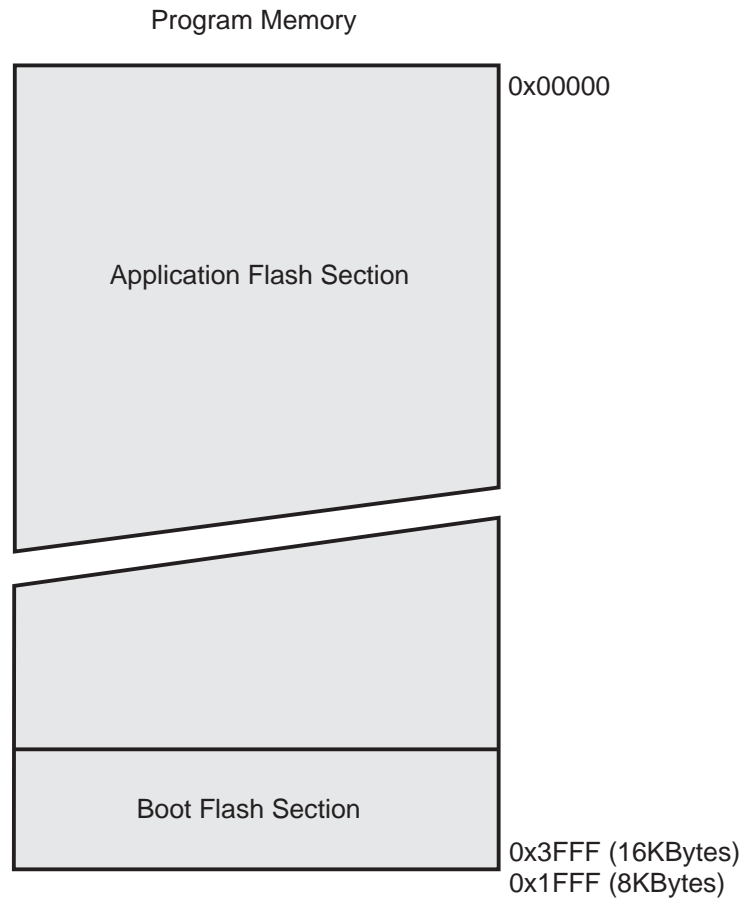 Program Memory
0x00000
Application Flash Section
Boot Flash Section
0x3FFF (16KBytes)
0x1FFF (8KBytes)